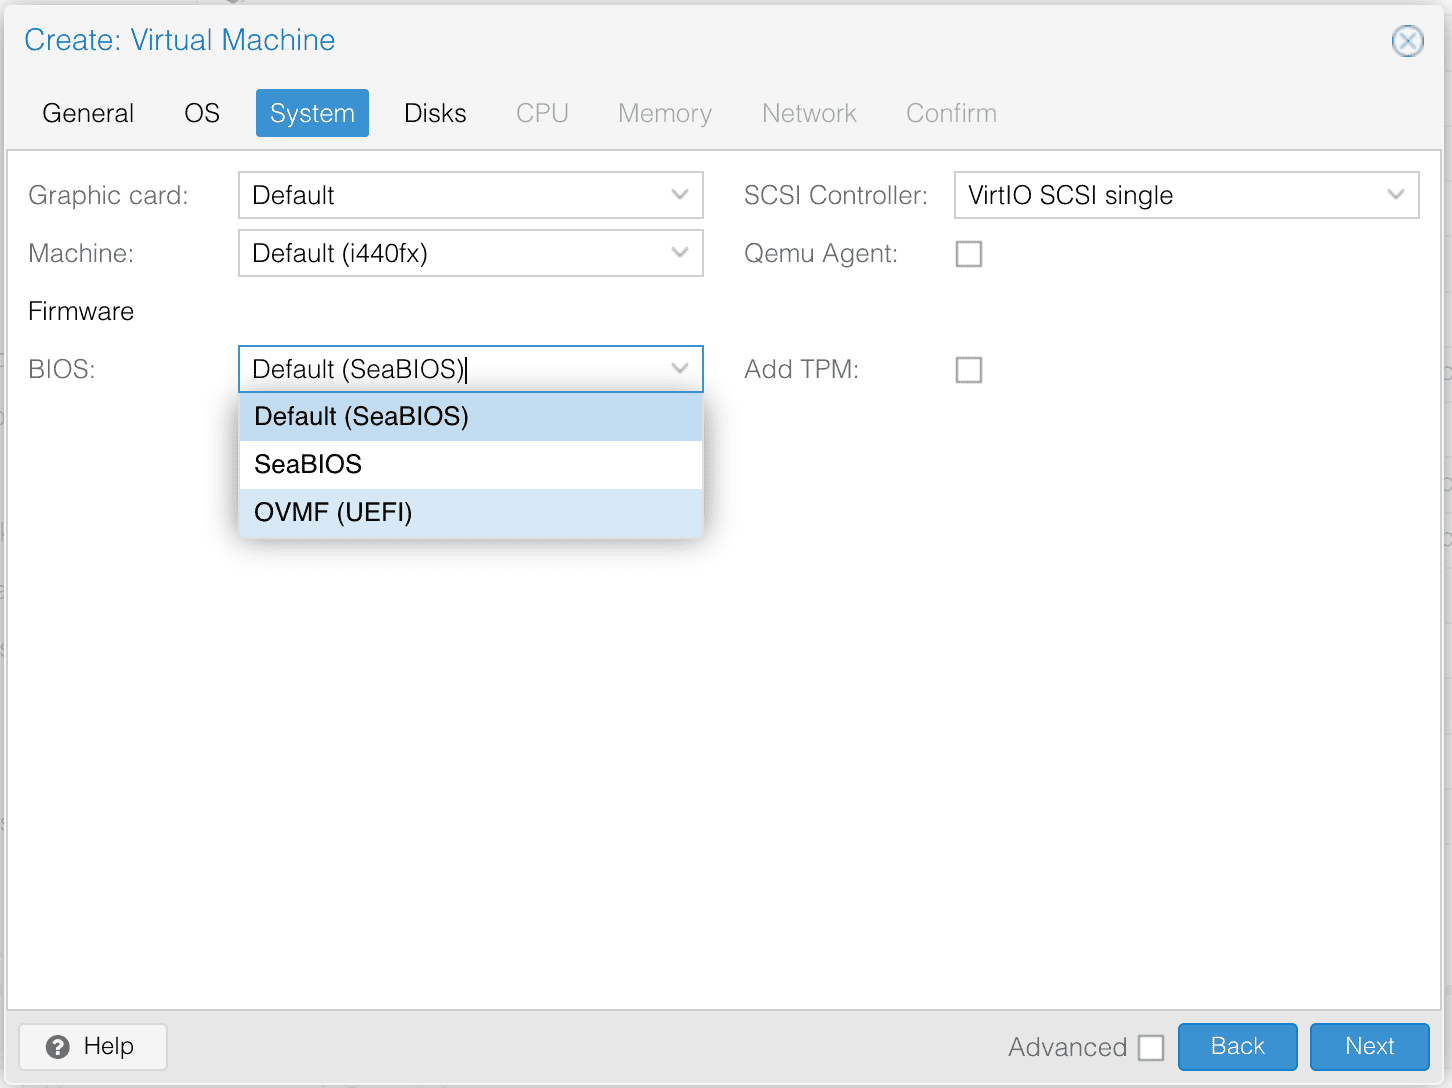 Create: Virtual Machine
General OS System Disks CPU Memory Network Confirm
Graphic card: Default SCSI Controller: VirtIO SCSI single
Machine: Default (i440fx) Qemu Agent:
Firmware
BIOS: Default (SeaBIOS) Add TPM:
Default (SeaBIOS)
SeaBIOS
OVMF (UEFI)
Help Advanced Back Next